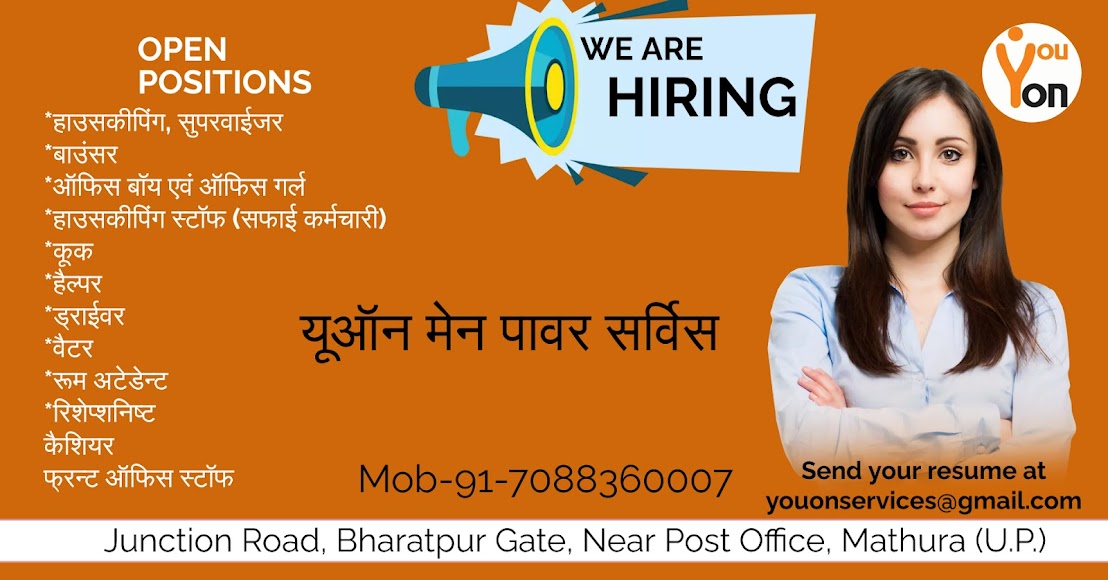 OPEN
POSITIONS
*हाउसकीपिंग, सुपरवाईजर
*बाउंसर
*ऑफिस बॉय एवं ऑफिस गर्ल
*हाउसकीपिंग स्टॉफ (सफाई कर्मचारी)
*कूक
*हैल्पर
*ड्राईवर
*वैटर
*रूम अटेडेन्ट
*रिशेप्शनिष्ट
कैशियर
फ्रन्ट ऑफिस स्टॉफ
WE ARE
HIRING
You
on
यूऑन मेन पावर सर्विस
Mob-91-7088360007
Send your resume at
youonservices@gmail.com
Junction Road, Bharatpur Gate, Near Post Office, Mathura (U.P.)